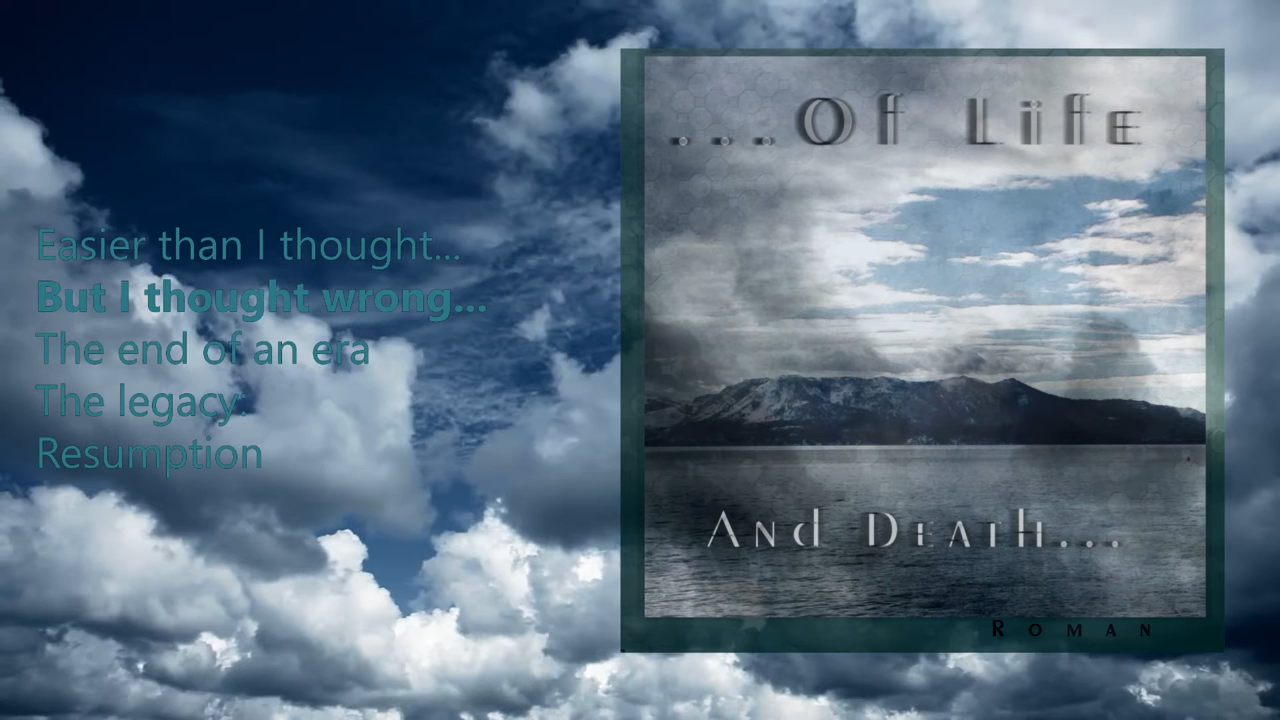 Easier than I thought...
But I thought wrong...
The end of an era
The legacy
Resumption
...Of Life
And Death...
Roman